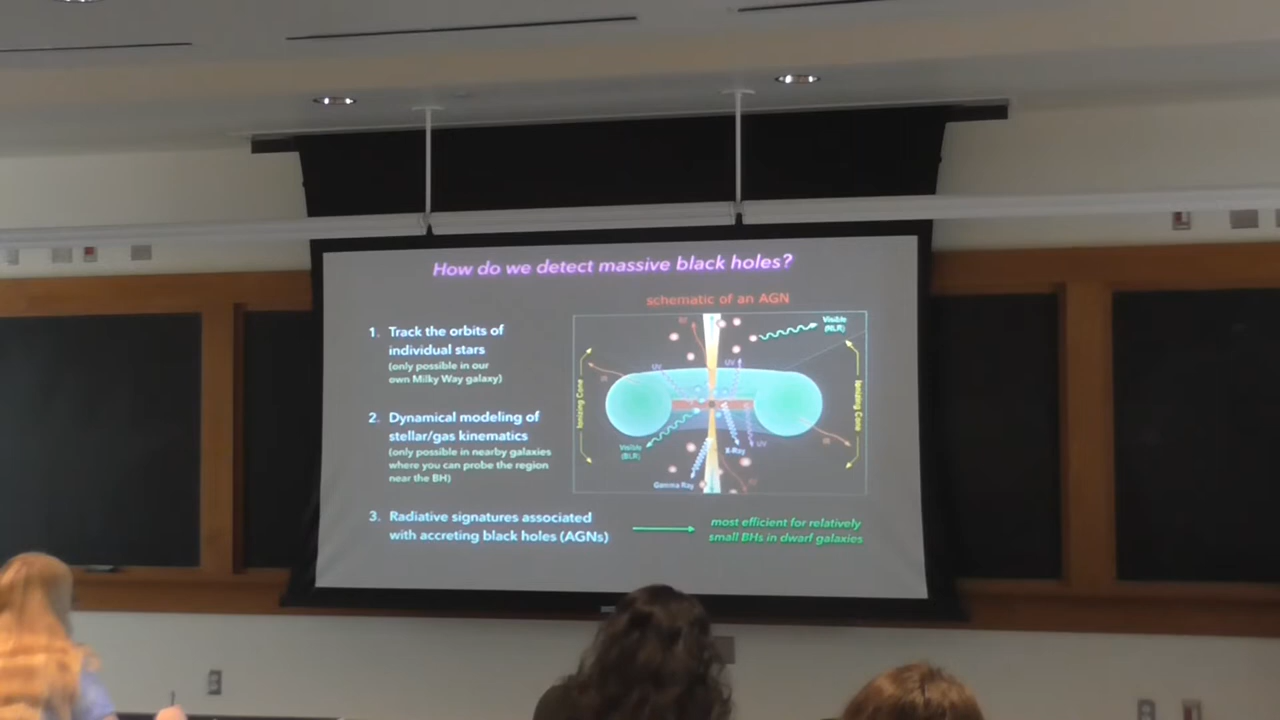 How do we detect massive black holes?
schematic of an AGN
1. Track the orbits of
individual stars
(only possible in our
own Milky Way galaxy)
2. Dynamical modeling of
stellar/gas kinematics
(only possible in nearby galaxies
where you can probe the region
near the BH)
3. Radiative signatures associated
with accreting black holes (AGNs)
most efficient for relatively
small BHs in dwarf galaxies
Visible
(NLR)
UV
UV
IR
Ionizing Cone
Ionizing Cone
Visible
(BLR)
X-Ray
UV
IR
Gamma Ray